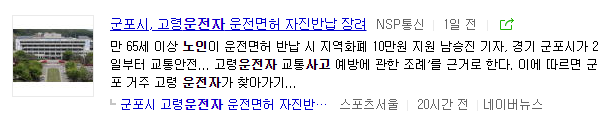 군포시, 고령운전자 운전면허 자진반납 장려 NSP통신 | 1일 전 |
만 65세 이상 노인이 운전면허 반납 시 지역화폐 10만원 지원 남승진 기자, 경기 군포시가 2
일부터 교통안전... 고령운전자 교통사고 예방에 관한 조례'를 근거로 한다. 이에 따르면 군
포 거주 고령 운전자가 찾아가기...
군포시 고령운전자 운전면허 자진반… 스포츠서울 | 20시간 전 | 네이버뉴스